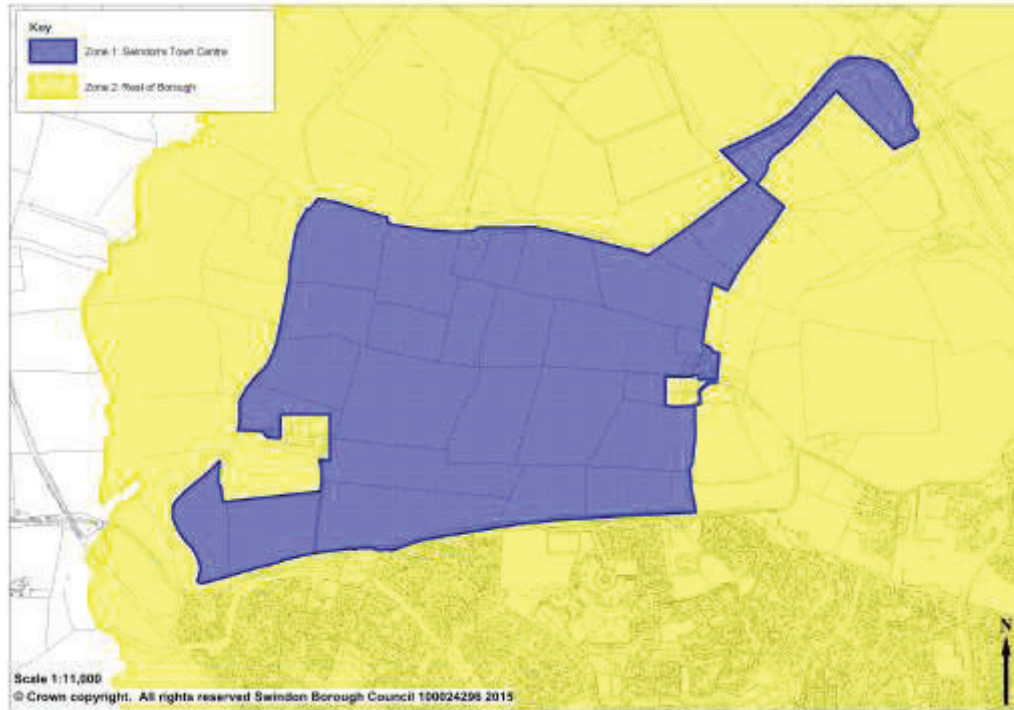 Key
Zone 1: Swindon's Town Centre
Zone 2: Rest of Borough
N
Scale 1:11,000
© Crown copyright. All rights reserved Swindon Borough Council 100024296 2015